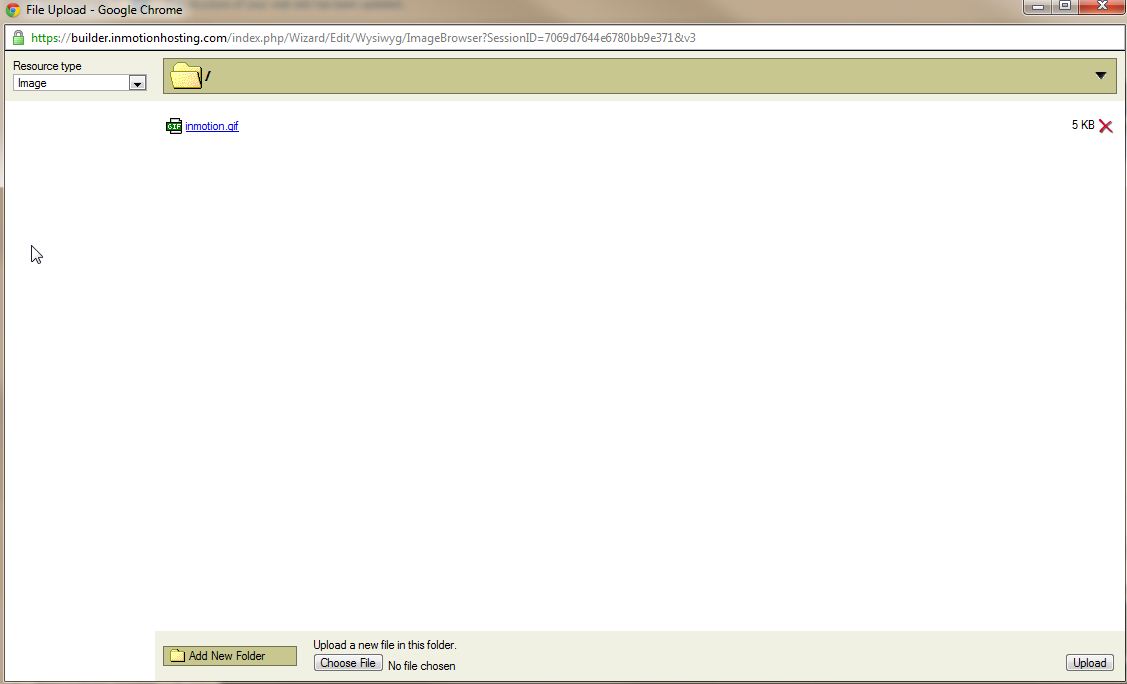 File Upload - Google Chrome
https://builder.inmotionhosting.com/index.php/Wizard/Edit/Wysiwyg/ImageBrowser?SessionID=7069d7644e6780bb9e371&v3
Resource type
Image
/
GIF inmotion.gif 5 KB
Upload a new file in this folder.
Add New Folder
Choose File No file chosen
Upload